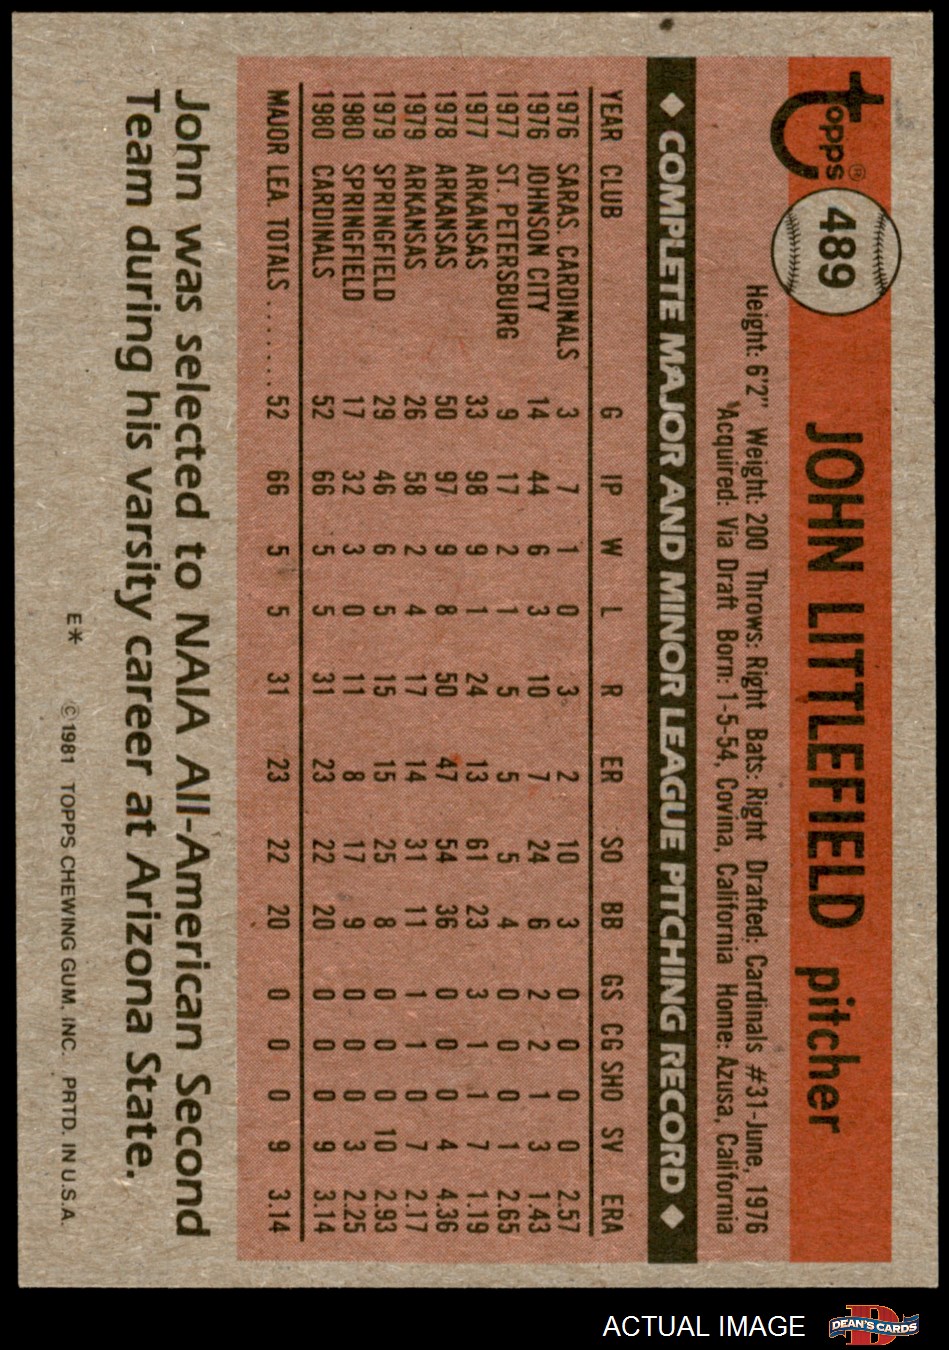 Topps®
489
JOHN LITTLEFIELD pitcher
Height: 6'2" Weight: 200 Throws: Right Bats: Right Drafted: Cardinals #31-June, 1976
Acquired: Via Draft Born: 1-5-54, Covina, California Home: Azusa, California
◆ COMPLETE MAJOR AND MINOR LEAGUE PITCHING RECORD ◆
YEAR CLUB G IP W L R ER SO BB GS CG SHO SV ERA
1976 SARAS. CARDINALS 3 7 1 0 3 2 10 3 0 0 0 0 2.57
1976 JOHNSON CITY 14 44 6 3 10 7 24 6 2 2 1 3 1.43
1977 ST. PETERSBURG 9 17 2 1 5 5 5 4 0 0 0 1 2.65
1977 ARKANSAS 33 98 9 1 24 13 61 23 3 1 1 7 1.19
1978 ARKANSAS 50 97 9 8 50 47 54 36 0 0 0 4 4.36
1979 ARKANSAS 26 58 2 4 17 14 31 11 1 1 0 7 2.17
1979 SPRINGFIELD 29 46 6 5 15 15 25 8 0 0 0 10 2.93
1980 SPRINGFIELD 17 32 3 0 11 8 17 9 0 0 0 3 2.25
1980 CARDINALS 52 66 5 5 31 23 22 20 0 0 0 9 3.14
MAJOR LEA. TOTALS ........ 52 66 5 5 31 23 22 20 0 0 0 9 3.14
John was selected to NAIA All-American Second
Team during his varsity career at Arizona State.
E* ©1981 TOPPS CHEWING GUM, INC. PRTD. IN U.S.A.
ACTUAL IMAGE
D
DEAN'S CARDS